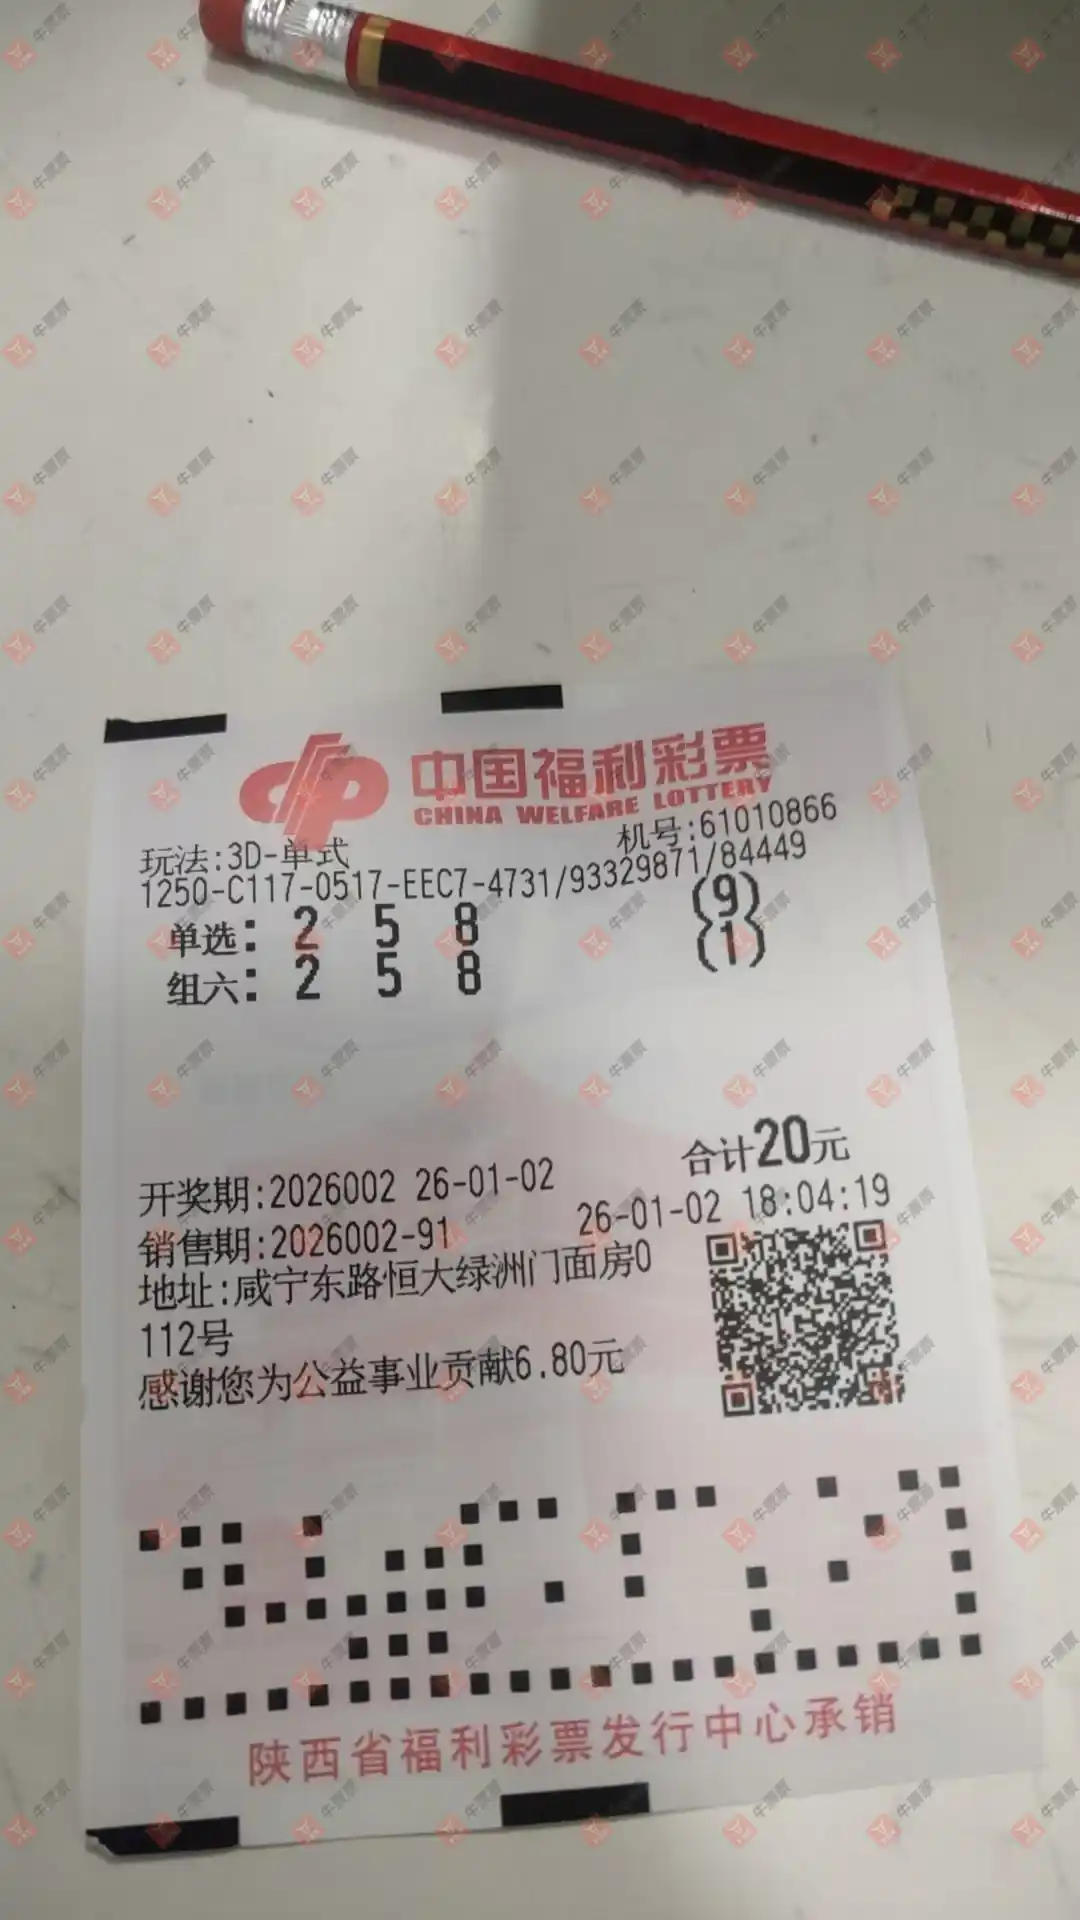 中国福利彩票
CHINA WELFARE LOTTERY
玩法:3D-单式 机号:61010866
1250-C117-0517-EEC7-4731/93329871/84449
单选: 2 5 8 (9)
组六: 2 5 8 (1)
合计20元
开奖期:2026002 26-01-02
销售期:2026002-91 26-01-02 18:04:19
地址:咸宁东路恒大绿洲门面房0
112号
感谢您为公益事业贡献6.80元
陕西省福利彩票发行中心承销
牛票票